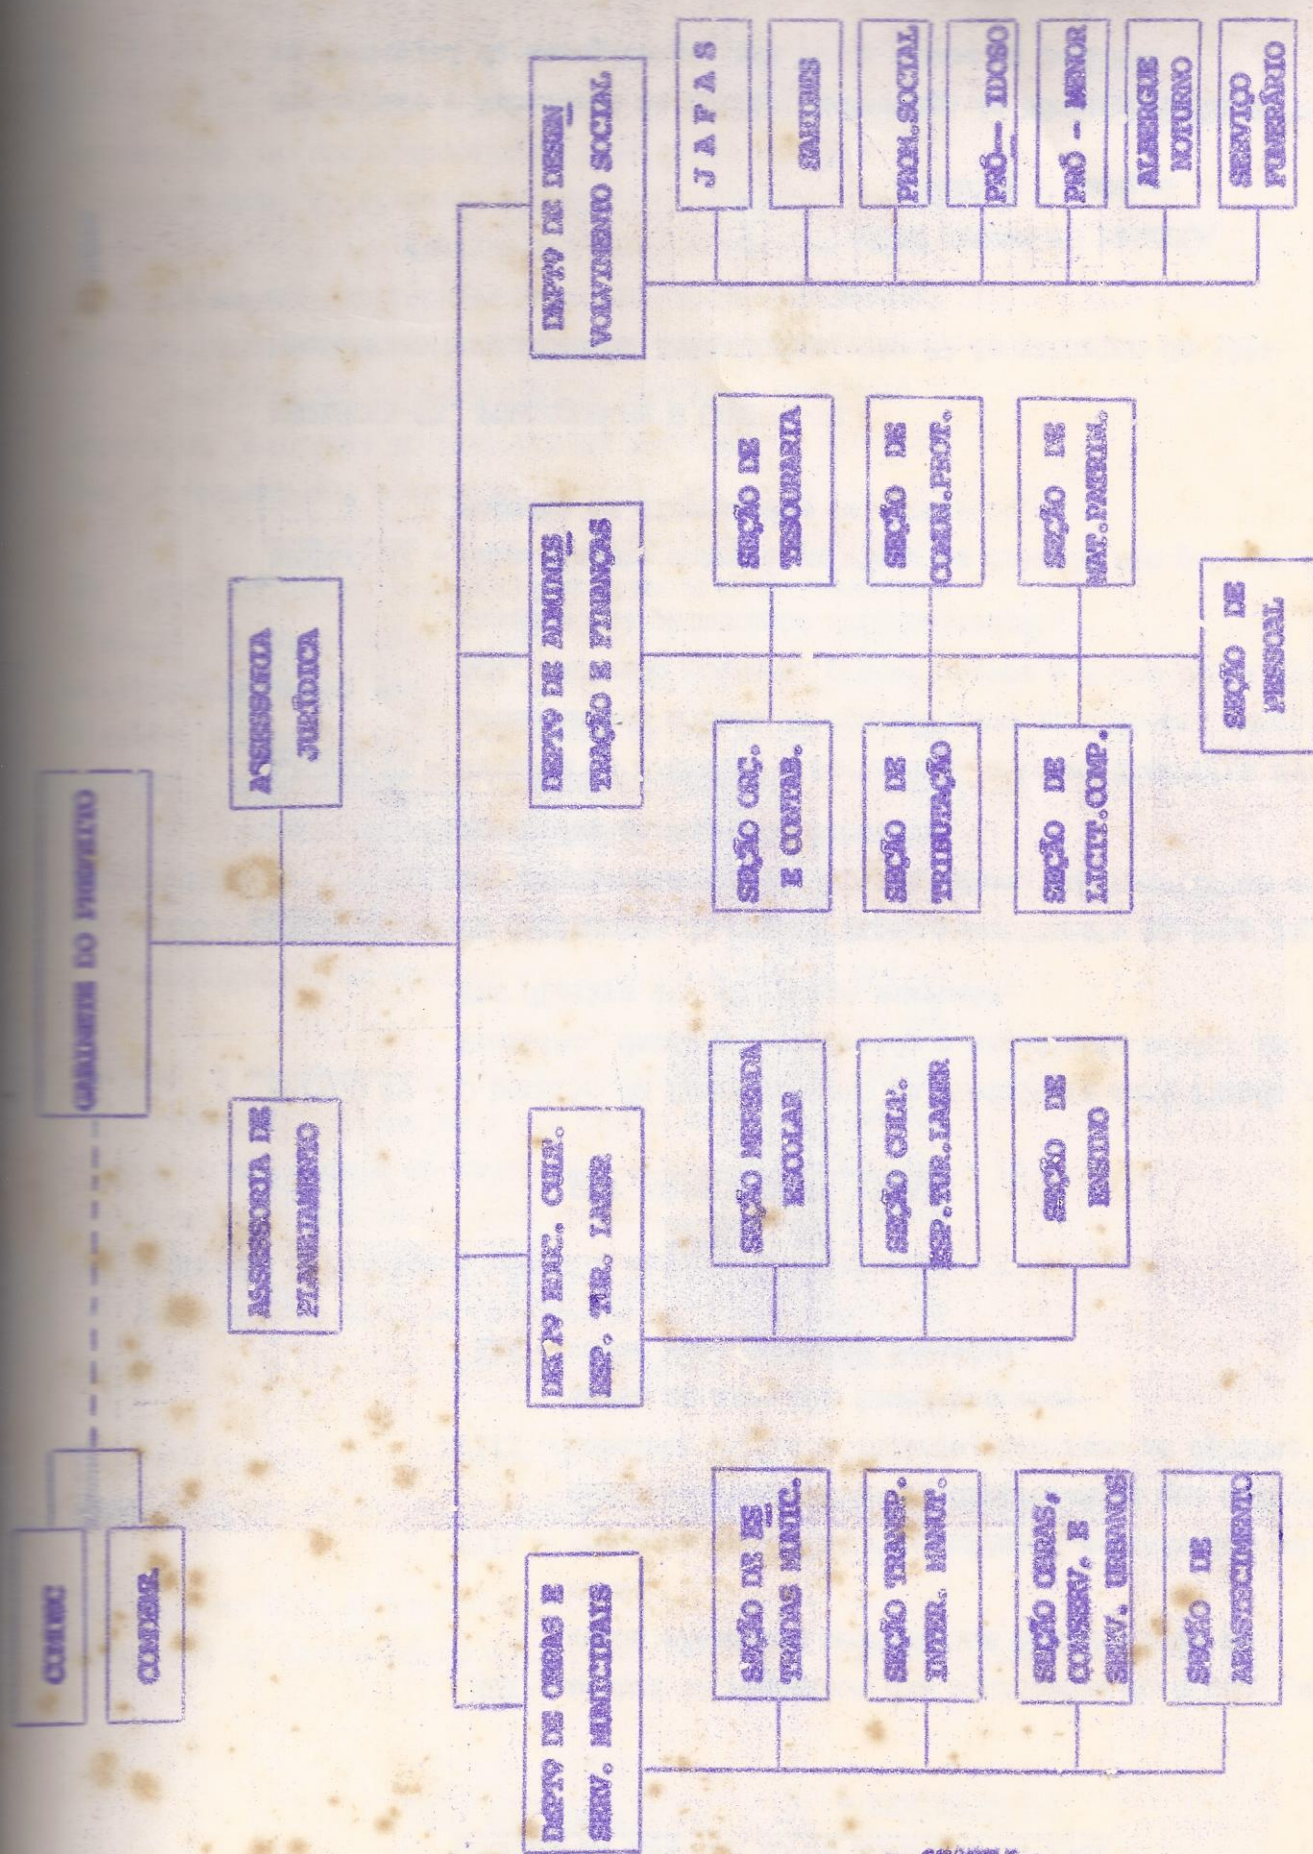 GABINETE DO PREFEITO
COMDEC
ASSESSORIA DE
PLANEJAMENTO
ASSESSORIA
JURÍDICA
DEPTO DE OBRAS E
SERV. MUNICIPAIS
SEÇÃO DE ES
TRADAS MUNIC.
SEÇÃO TRANSP.
INTER. MANUT.
SEÇÃO OBRAS,
CONSERV. E
SERV. URBANOS
SEÇÃO DE
ABASTECIMENTO
DEPTO EDUC. CULT.
ESP. TUR. LAZER
SEÇÃO MERENDA
ESCOLAR
SEÇÃO CULT.
ESP.TUR.LAZER
SEÇÃO DE
ENSINO
DEPTO DE ADMINIS
TRAÇÃO E FINANÇAS
SEÇÃO ORÇ.
E CONTAB.
SEÇÃO DE
TESOURARIA
SEÇÃO DE
TRIBUTAÇÃO
SEÇÃO DE
COMUN.PROT.
SEÇÃO DE
LICIT.COMP.
SEÇÃO DE
MAT.PATRIM.
SEÇÃO DE
PESSOAL
DEPTO DE DESEN
VOLVIMENTO SOCIAL
J A F A S
PROM.SOCIAL
PRÓ - IDOSO
PRÓ - MENOR
ALBERGUE
NOTURNO
SERVIÇO
FUNERÁRIO